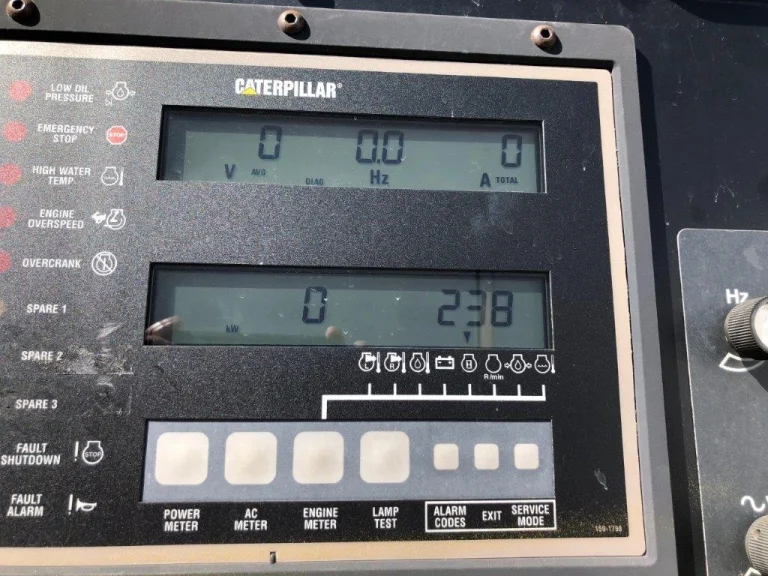 CATERPILLAR®
LOW OIL
PRESSURE
EMERGENCY
STOP
STOP
HIGH WATER
TEMP
ENGINE
OVERSPEED
OVERCRANK
SPARE 1
SPARE 2
SPARE 3
FAULT
SHUTDOWN
STOP
FAULT
ALARM
0 0.0 0
V AVG DIAG Hz A TOTAL
0 238
kW
H
R/min
POWER
METER
AC
METER
ENGINE
METER
LAMP
TEST
ALARM
CODES
EXIT
SERVICE
MODE
Hz